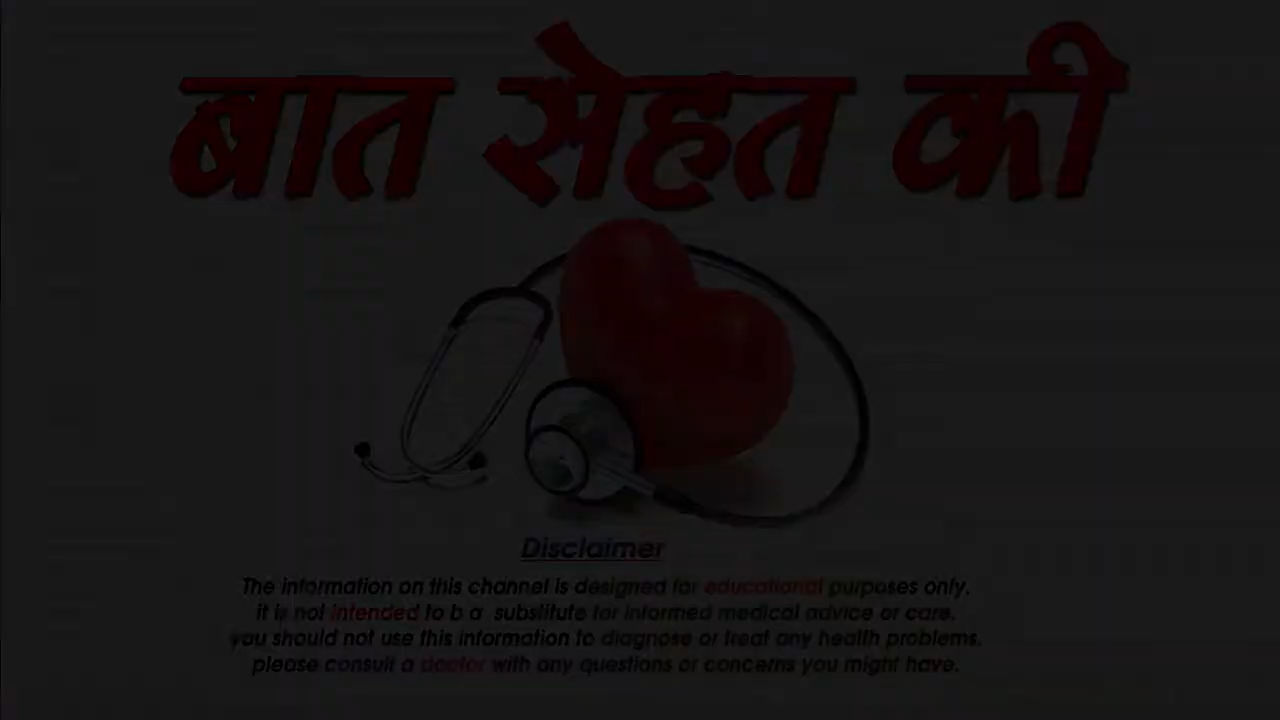 बात सेहत की
Disclaimer
The information on this channel is designed for educational purposes only.
it is not intended to b a substitute for informed medical advice or care.
you should not use this information to diagnose or treat any health problems.
please consult a doctor with any questions or concerns you might have.